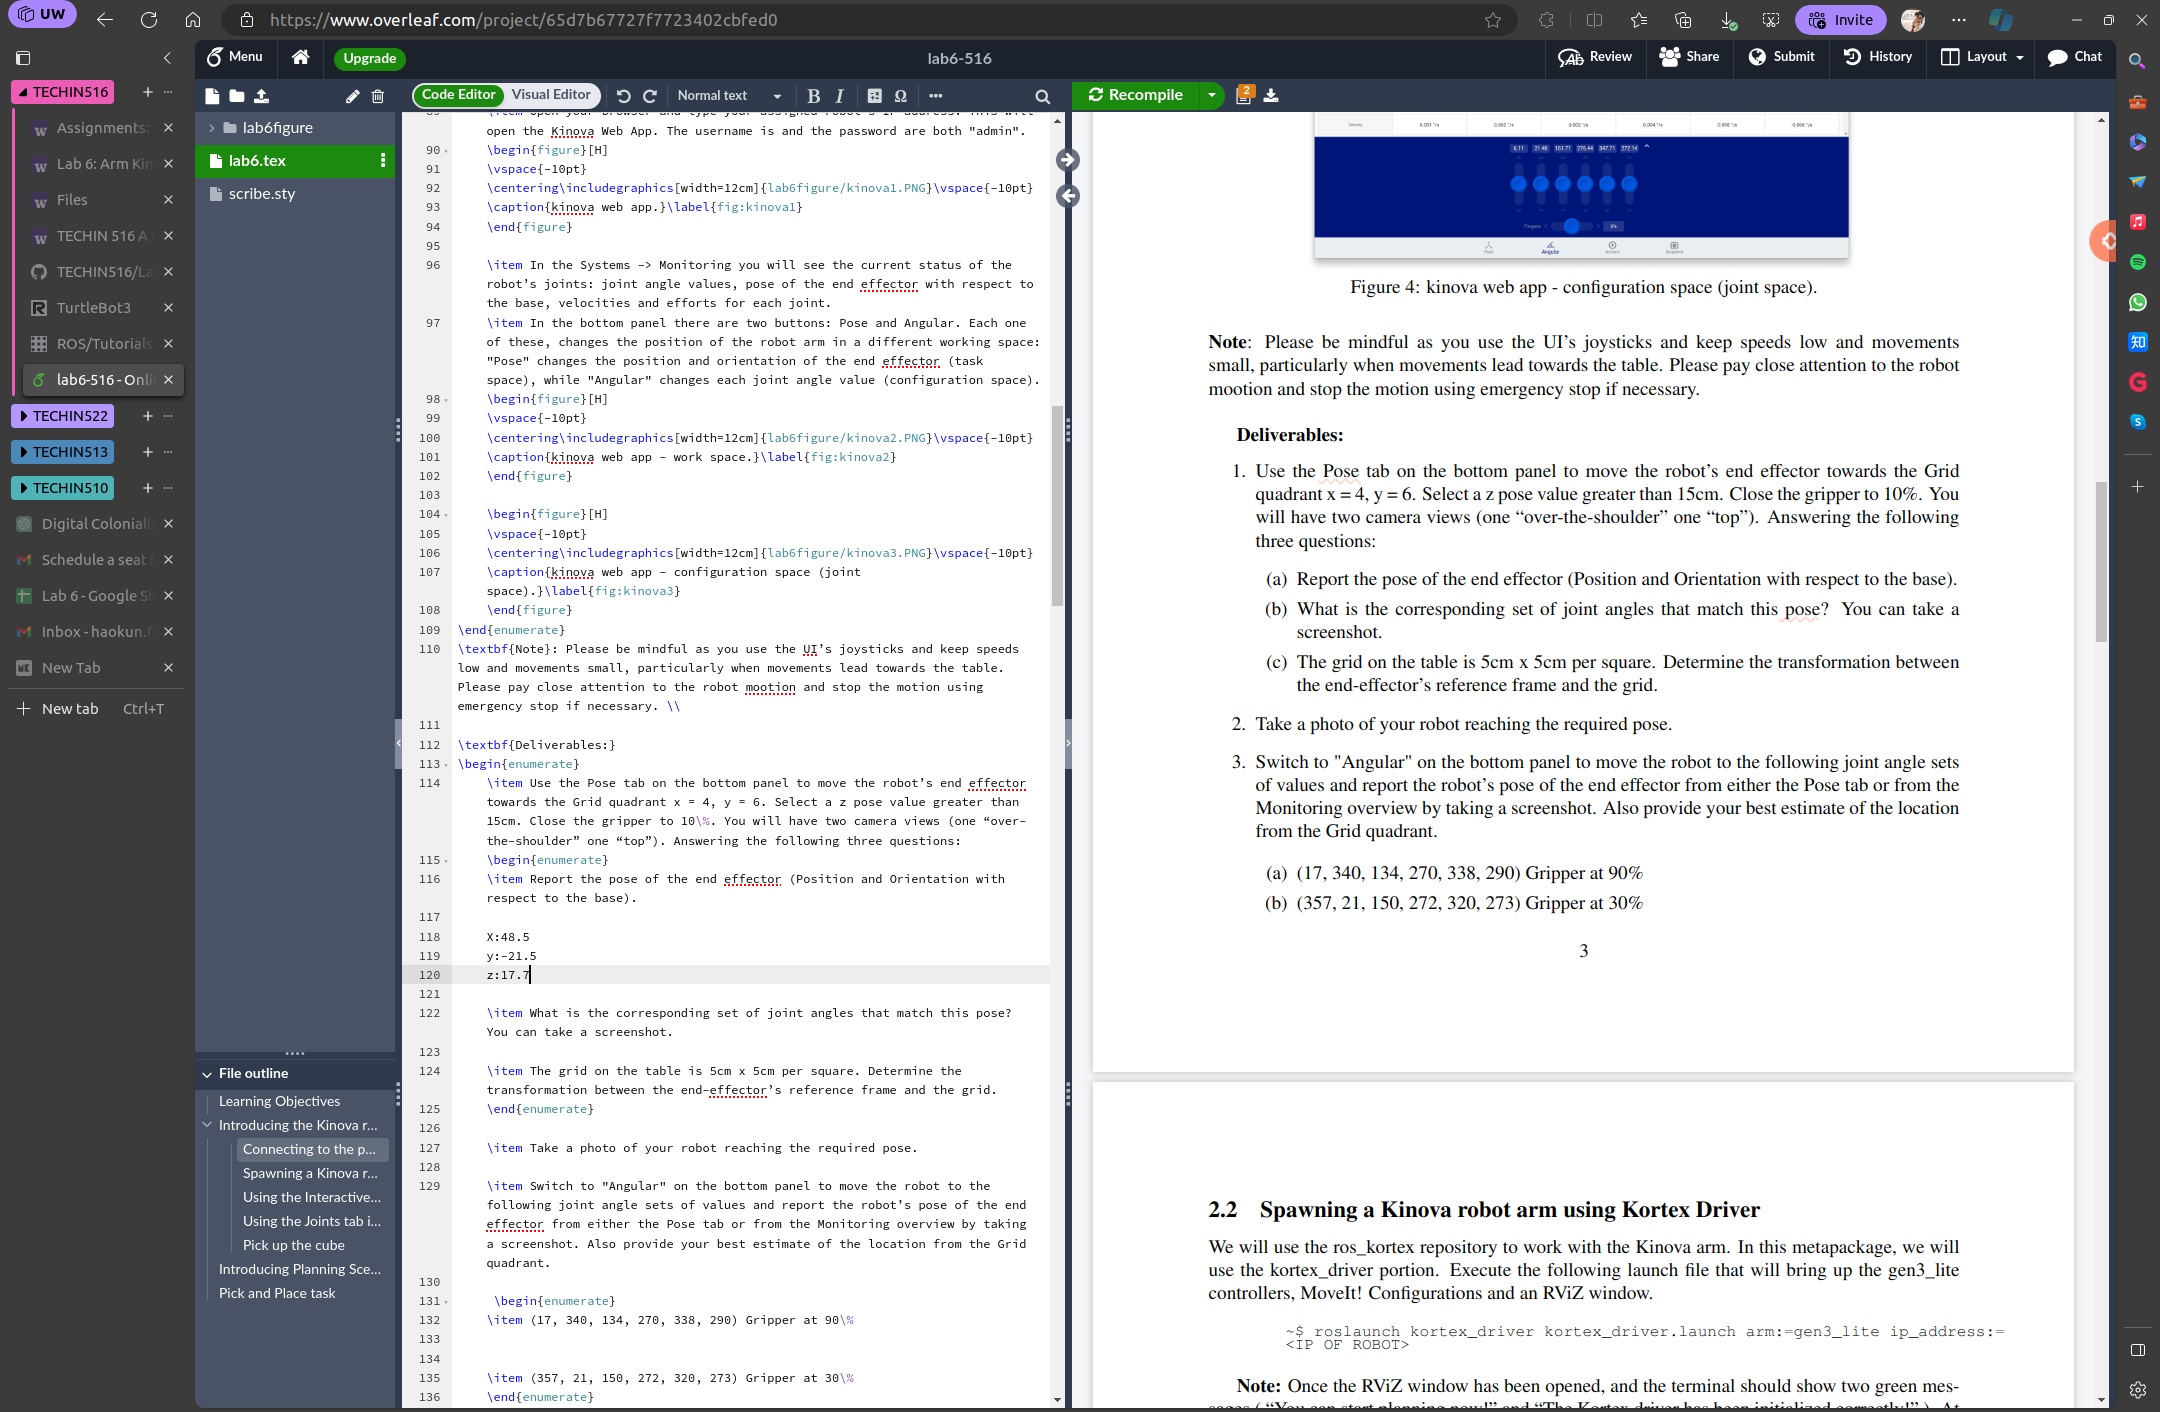 UW
https://www.overleaf.com/project/65d7b67727f7723402cbfed0
Invite
TECHIN516
Assignments:
Lab 6: Arm Kin
Files
TECHIN 516 A
TECHIN516/La
TurtleBot3
ROS/Tutorials
lab6-516 - Onli
TECHIN522
TECHIN513
TECHIN510
Digital Coloniali
Schedule a seat
Lab 6 - Google Sh
Inbox - haokun.f
New Tab
New tab Ctrl+T
Menu
Upgrade
lab6-516
Review
Share
Submit
History
Layout
Chat
Code Editor
Visual Editor
Normal text
Recompile
2
lab6figure
lab6.tex
scribe.sty
File outline
Learning Objectives
Introducing the Kinova r...
Connecting to the p...
Spawning a Kinova r...
Using the Interactive...
Using the Joints tab i...
Pick up the cube
Introducing Planning Sce...
Pick and Place task
open the Kinova Web App. The username is and the password are both "admin".
90 \begin{figure}[H]
91 \vspace{-10pt}
92 \centering\includegraphics[width=12cm]{lab6figure/kinova1.PNG}\vspace{-10pt}
93 \caption{kinova web app.}\label{fig:kinova1}
94 \end{figure}
95
96 \item In the Systems -> Monitoring you will see the current status of the
robot's joints: joint angle values, pose of the end effector with respect to
the base, velocities and efforts for each joint.
97 \item In the bottom panel there are two buttons: Pose and Angular. Each one
of these, changes the position of the robot arm in a different working space:
"Pose" changes the position and orientation of the end effector (task
space), while "Angular" changes each joint angle value (configuration space).
98 \begin{figure}[H]
99 \vspace{-10pt}
100 \centering\includegraphics[width=12cm]{lab6figure/kinova2.PNG}\vspace{-10pt}
101 \caption{kinova web app - work space.}\label{fig:kinova2}
102 \end{figure}
103
104 \begin{figure}[H]
105 \vspace{-10pt}
106 \centering\includegraphics[width=12cm]{lab6figure/kinova3.PNG}\vspace{-10pt}
107 \caption{kinova web app - configuration space (joint
space).}\label{fig:kinova3}
108 \end{figure}
109 \end{enumerate}
110 \textbf{Note}: Please be mindful as you use the UI's joysticks and keep speeds
low and movements small, particularly when movements lead towards the table.
Please pay close attention to the robot mootion and stop the motion using
emergency stop if necessary. \\
111
112 \textbf{Deliverables:}
113 \begin{enumerate}
114 \item Use the Pose tab on the bottom panel to move the robot's end effector
towards the Grid quadrant x = 4, y = 6. Select a z pose value greater than
15cm. Close the gripper to 10\%. You will have two camera views (one “over-
the-shoulder” one “top”). Answering the following three questions:
115 \begin{enumerate}
116 \item Report the pose of the end effector (Position and Orientation with
respect to the base).
117
118 X:48.5
119 y:-21.5
120 z:17.7
121
122 \item What is the corresponding set of joint angles that match this pose?
You can take a screenshot.
123
124 \item The grid on the table is 5cm x 5cm per square. Determine the
transformation between the end-effector's reference frame and the grid.
125 \end{enumerate}
126
127 \item Take a photo of your robot reaching the required pose.
128
129 \item Switch to "Angular" on the bottom panel to move the robot to the
following joint angle sets of values and report the robot's pose of the end
effector from either the Pose tab or from the Monitoring overview by taking
a screenshot. Also provide your best estimate of the location from the Grid
quadrant.
130
131 \begin{enumerate}
132 \item (17, 340, 134, 270, 338, 290) Gripper at 90\%
133
134
135 \item (357, 21, 150, 272, 320, 273) Gripper at 30\%
136 \end{enumerate}
6.11 21.48 161.71 276.44 347.71 272.14
Fingers 0%
Pose Angular Actions Snapshot
Figure 4: kinova web app - configuration space (joint space).
Note: Please be mindful as you use the UI’s joysticks and keep speeds low and movements
small, particularly when movements lead towards the table. Please pay close attention to the robot
mootion and stop the motion using emergency stop if necessary.
Deliverables:
1. Use the Pose tab on the bottom panel to move the robot’s end effector towards the Grid
quadrant x = 4, y = 6. Select a z pose value greater than 15cm. Close the gripper to 10%. You
will have two camera views (one “over-the-shoulder” one “top”). Answering the following
three questions:
(a) Report the pose of the end effector (Position and Orientation with respect to the base).
(b) What is the corresponding set of joint angles that match this pose? You can take a
screenshot.
(c) The grid on the table is 5cm x 5cm per square. Determine the transformation between
the end-effector’s reference frame and the grid.
2. Take a photo of your robot reaching the required pose.
3. Switch to "Angular" on the bottom panel to move the robot to the following joint angle sets
of values and report the robot’s pose of the end effector from either the Pose tab or from the
Monitoring overview by taking a screenshot. Also provide your best estimate of the location
from the Grid quadrant.
(a) (17, 340, 134, 270, 338, 290) Gripper at 90%
(b) (357, 21, 150, 272, 320, 273) Gripper at 30%
3
2.2 Spawning a Kinova robot arm using Kortex Driver
We will use the ros_kortex repository to work with the Kinova arm. In this metapackage, we will
use the kortex_driver portion. Execute the following launch file that will bring up the gen3_lite
controllers, MoveIt! Configurations and an RViZ window.
~$ roslaunch kortex_driver kortex_driver.launch arm:=gen3_lite ip_address:=
<IP OF ROBOT>
Note: Once the RViZ window has been opened, and the terminal should show two green mes-